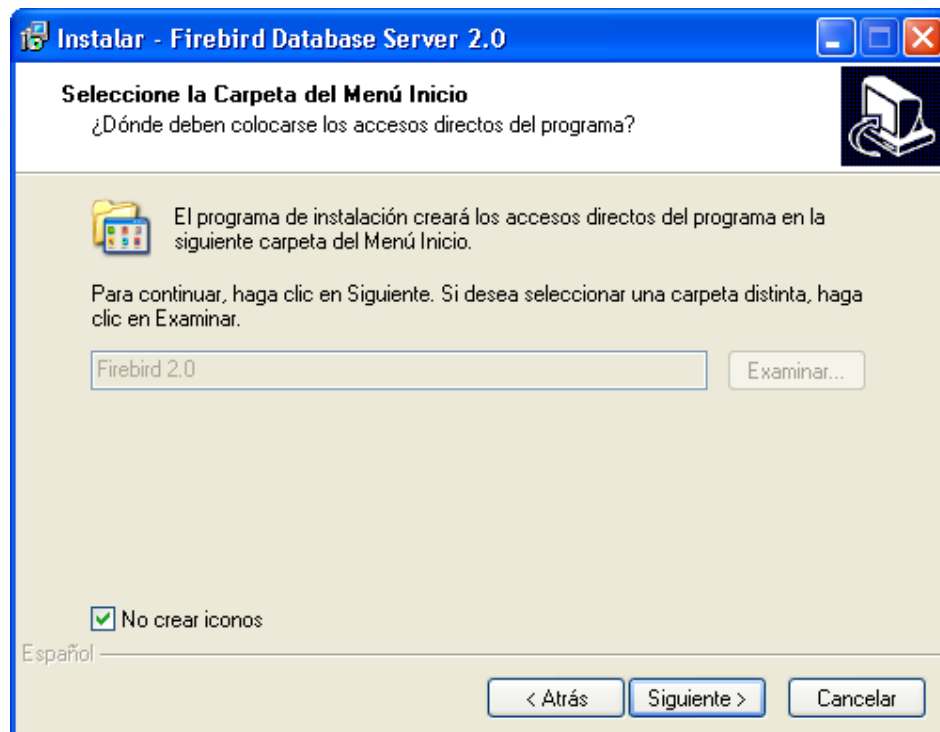 Instalar - Firebird Database Server 2.0
Seleccione la Carpeta del Menú Inicio
¿Dónde deben colocarse los accesos directos del programa?
El programa de instalación creará los accesos directos del programa en la
siguiente carpeta del Menú Inicio.
Para continuar, haga clic en Siguiente. Si desea seleccionar una carpeta distinta, haga
clic en Examinar.
Firebird 2.0
Examinar...
No crear iconos
Español
< Atrás
Siguiente >
Cancelar